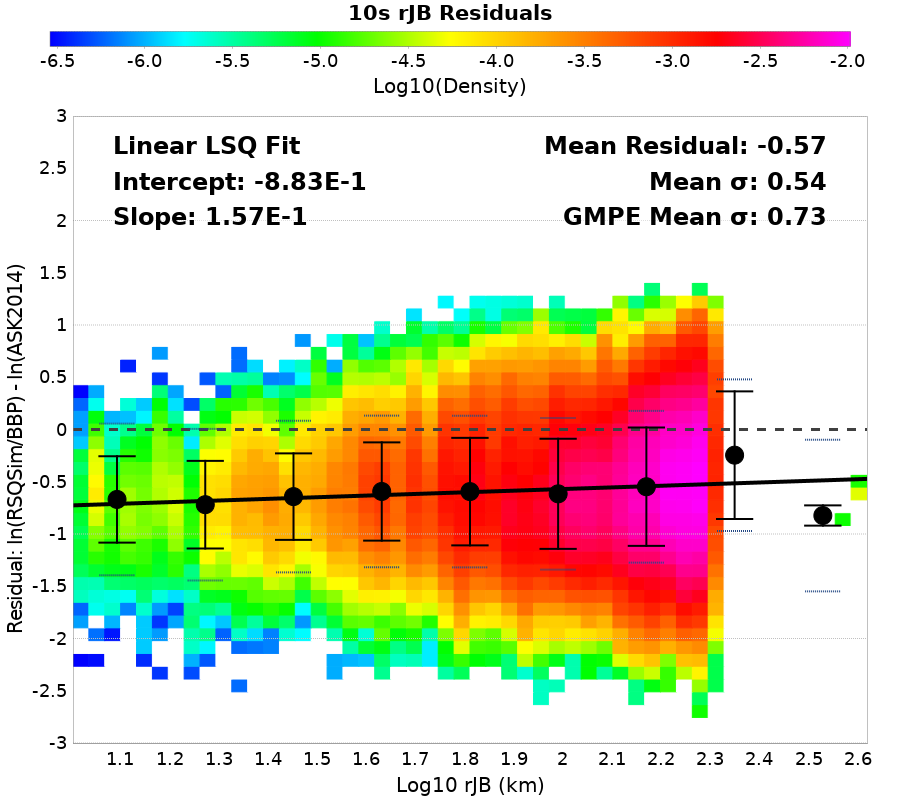 10s rJB Residuals
-6.5 -6.0 -5.5 -5.0 -4.5 -4.0 -3.5 -3.0 -2.5 -2.0
Log10(Density)
Linear LSQ Fit
Intercept: -8.83E-1
Slope: 1.57E-1
Mean Residual: -0.57
Mean σ: 0.54
GMPE Mean σ: 0.73
Residual: ln(RSQSim/BBP) - ln(ASK2014)
3
2.5
2
1.5
1
0.5
0
-0.5
-1
-1.5
-2
-2.5
-3
1.1 1.2 1.3 1.4 1.5 1.6 1.7 1.8 1.9 2 2.1 2.2 2.3 2.4 2.5 2.6
Log10 rJB (km)